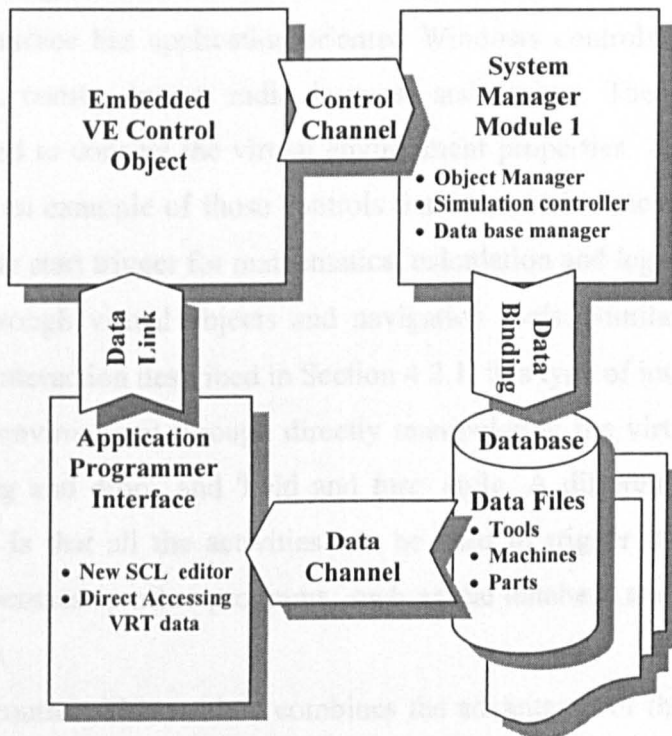 Embedded
VE Control
Object
Control
Channel
System
Manager
Module 1
• Object Manager
• Simulation controller
• Data base manager
Data
Link
Data
Binding
Application
Programmer
Interface
• New SCL editor
• Direct accessing
VRT data
Data
Channel
Database
Data Files
• Tools
• Machines
• Parts